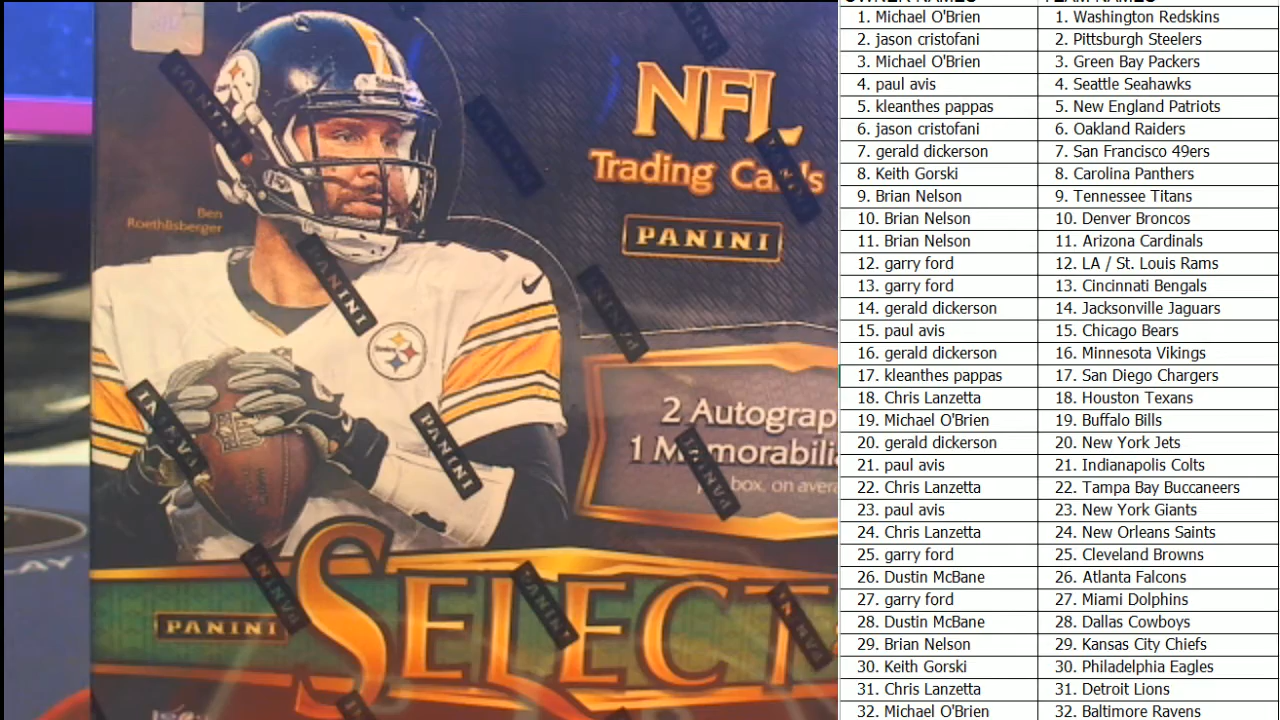 NFL
Trading Cards
PANINI
Ben
Roethlisberger
2 Autograp
1 Memorabili
box, on avera
PANINI
SELECT
PANINI
PANINI
PANINI
PANINI
PANINI
PANINI
OWNER NAMES TEAM NAMES
1. Michael O'Brien 1. Washington Redskins
2. jason cristofani 2. Pittsburgh Steelers
3. Michael O'Brien 3. Green Bay Packers
4. paul avis 4. Seattle Seahawks
5. kleanthes pappas 5. New England Patriots
6. jason cristofani 6. Oakland Raiders
7. gerald dickerson 7. San Francisco 49ers
8. Keith Gorski 8. Carolina Panthers
9. Brian Nelson 9. Tennessee Titans
10. Brian Nelson 10. Denver Broncos
11. Brian Nelson 11. Arizona Cardinals
12. garry ford 12. LA / St. Louis Rams
13. garry ford 13. Cincinnati Bengals
14. gerald dickerson 14. Jacksonville Jaguars
15. paul avis 15. Chicago Bears
16. gerald dickerson 16. Minnesota Vikings
17. kleanthes pappas 17. San Diego Chargers
18. Chris Lanzetta 18. Houston Texans
19. Michael O'Brien 19. Buffalo Bills
20. gerald dickerson 20. New York Jets
21. paul avis 21. Indianapolis Colts
22. Chris Lanzetta 22. Tampa Bay Buccaneers
23. paul avis 23. New York Giants
24. Chris Lanzetta 24. New Orleans Saints
25. garry ford 25. Cleveland Browns
26. Dustin McBane 26. Atlanta Falcons
27. garry ford 27. Miami Dolphins
28. Dustin McBane 28. Dallas Cowboys
29. Brian Nelson 29. Kansas City Chiefs
30. Keith Gorski 30. Philadelphia Eagles
31. Chris Lanzetta 31. Detroit Lions
32. Michael O'Brien 32. Baltimore Ravens